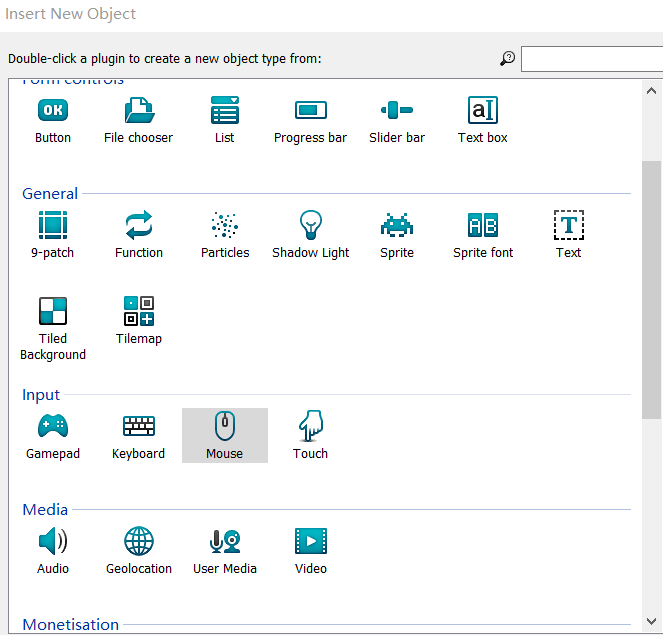 Insert New Object
Double-click a plugin to create a new object type from:
Form controls
OK
aI
Button File chooser List Progress bar Slider bar Text box
General
AB
T
9-patch Function Particles Shadow Light Sprite Sprite font Text
Tiled Background Tilemap
Input
Gamepad Keyboard Mouse Touch
Media
Audio Geolocation User Media Video
Monetisation